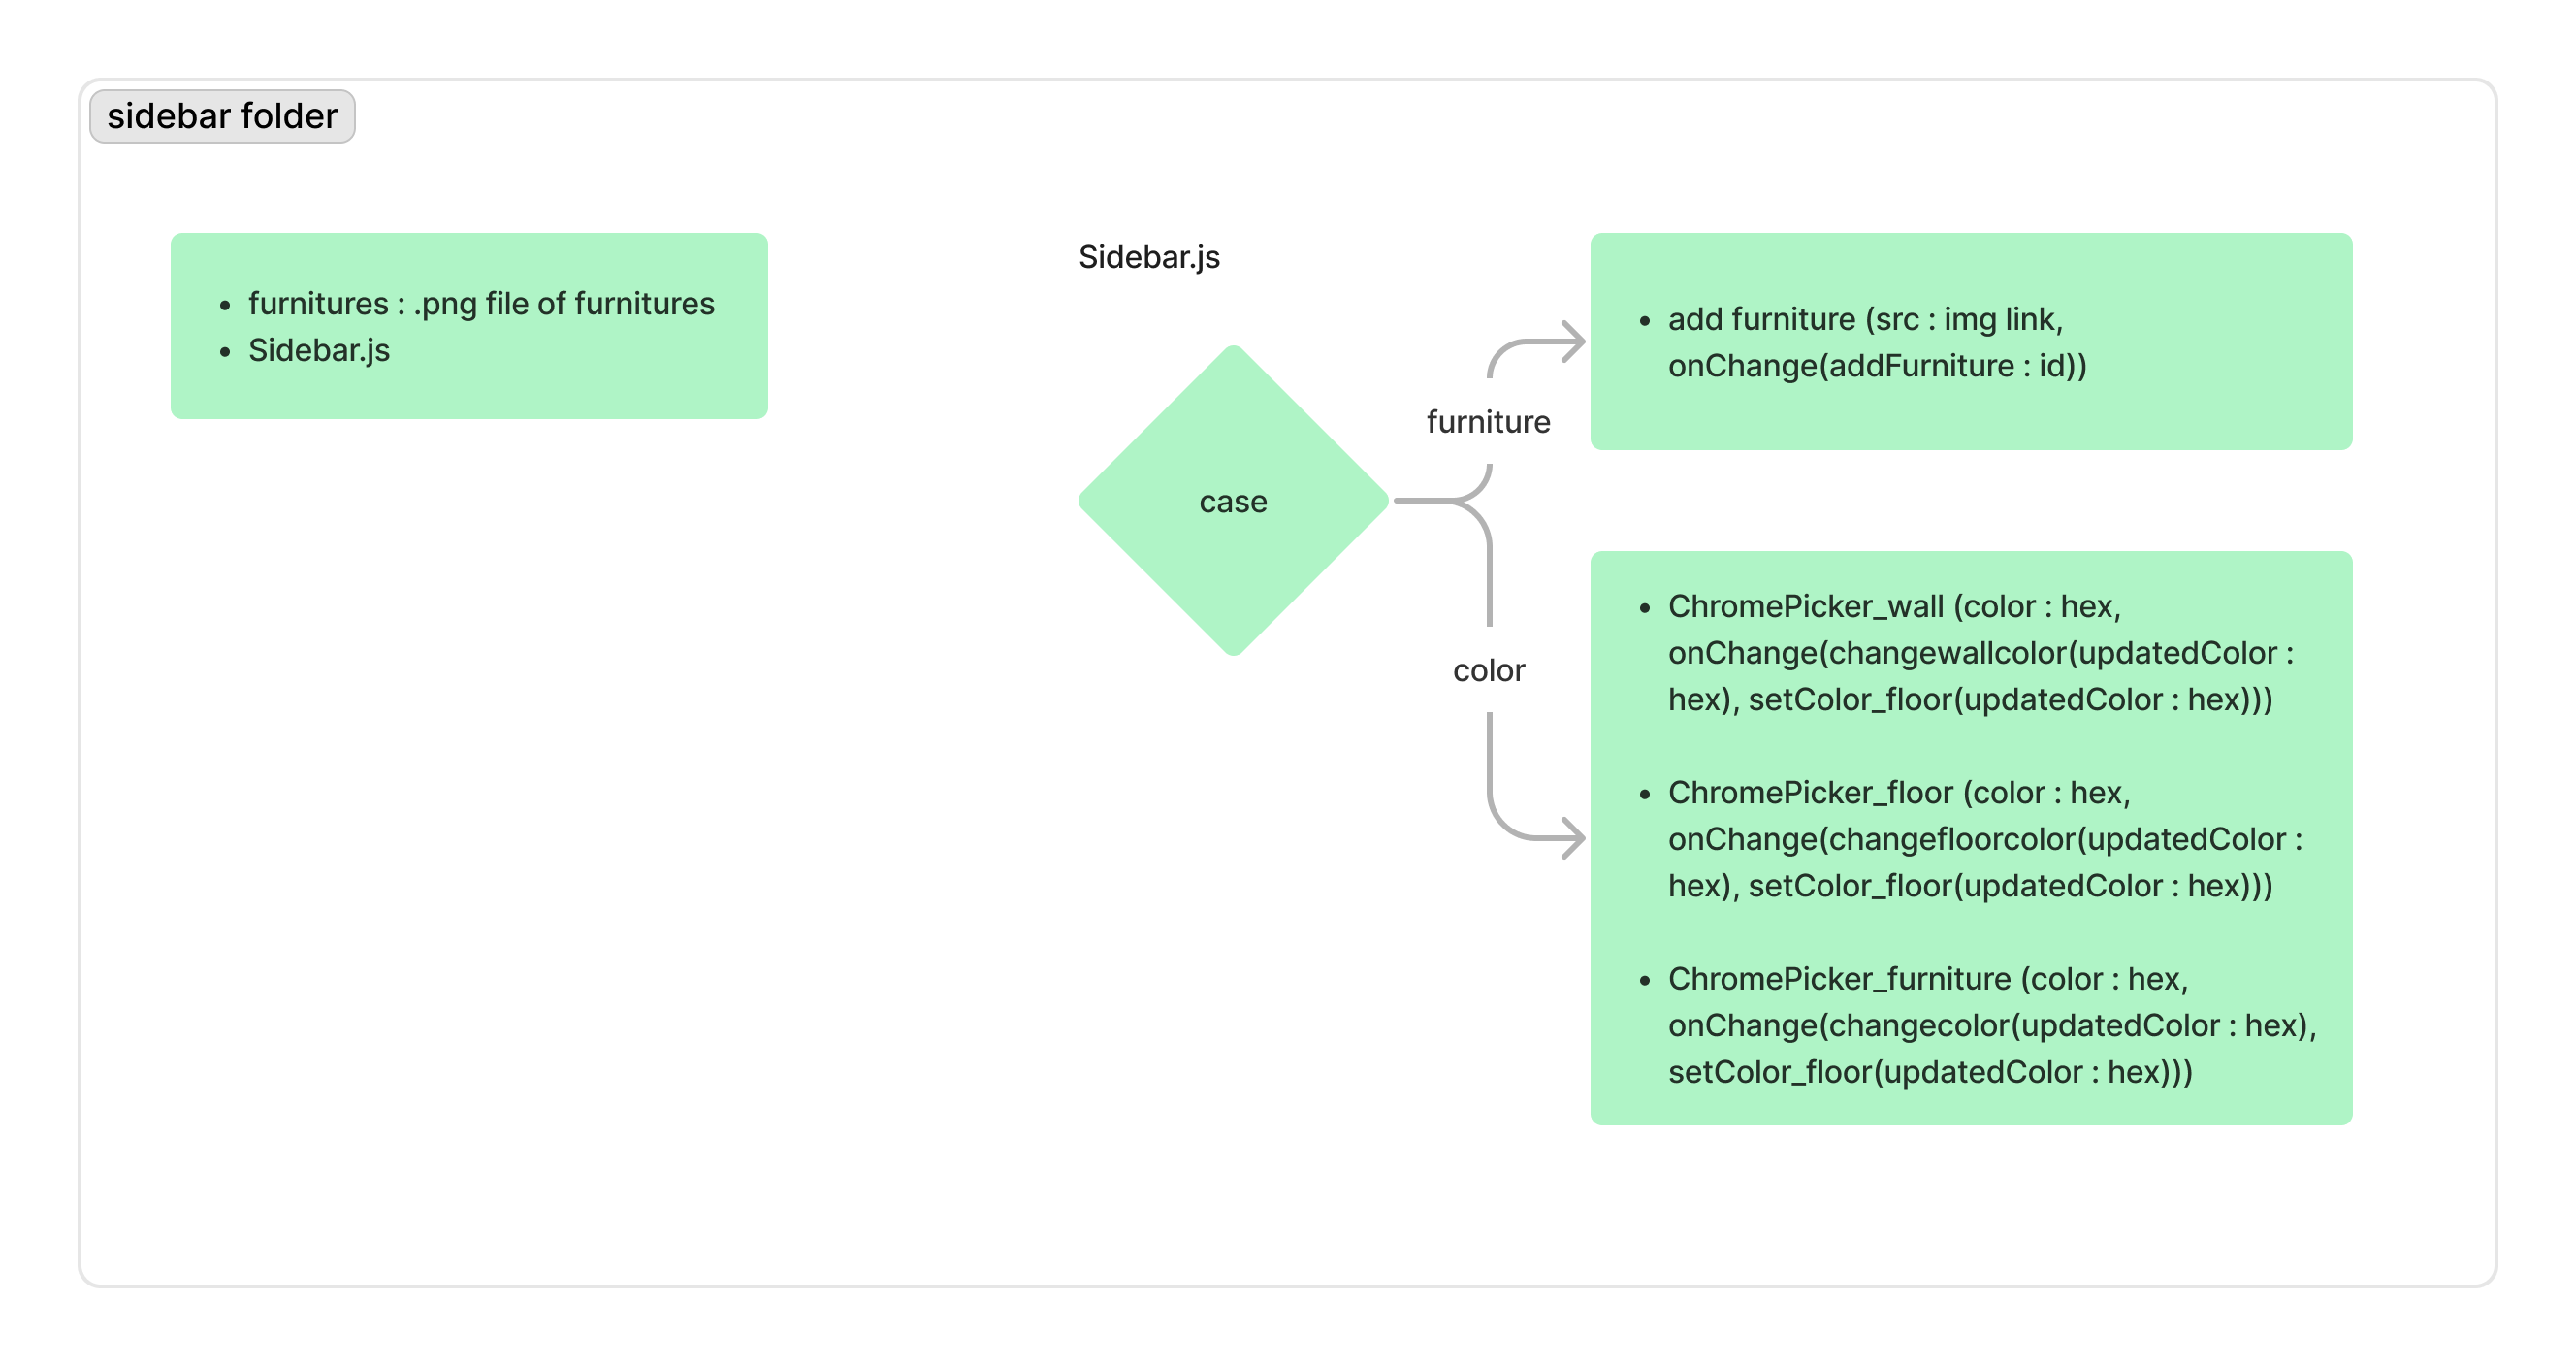 sidebar folder
• furnitures : .png file of furnitures
• Sidebar.js
Sidebar.js
case
furniture
color
• add furniture (src : img link,
onChange(addFurniture : id))
• ChromePicker_wall (color : hex,
onChange(changewallcolor(updatedColor :
hex), setColor_floor(updatedColor : hex)))
• ChromePicker_floor (color : hex,
onChange(changefloorcolor(updatedColor :
hex), setColor_floor(updatedColor : hex)))
• ChromePicker_furniture (color : hex,
onChange(changecolor(updatedColor : hex),
setColor_floor(updatedColor : hex)))